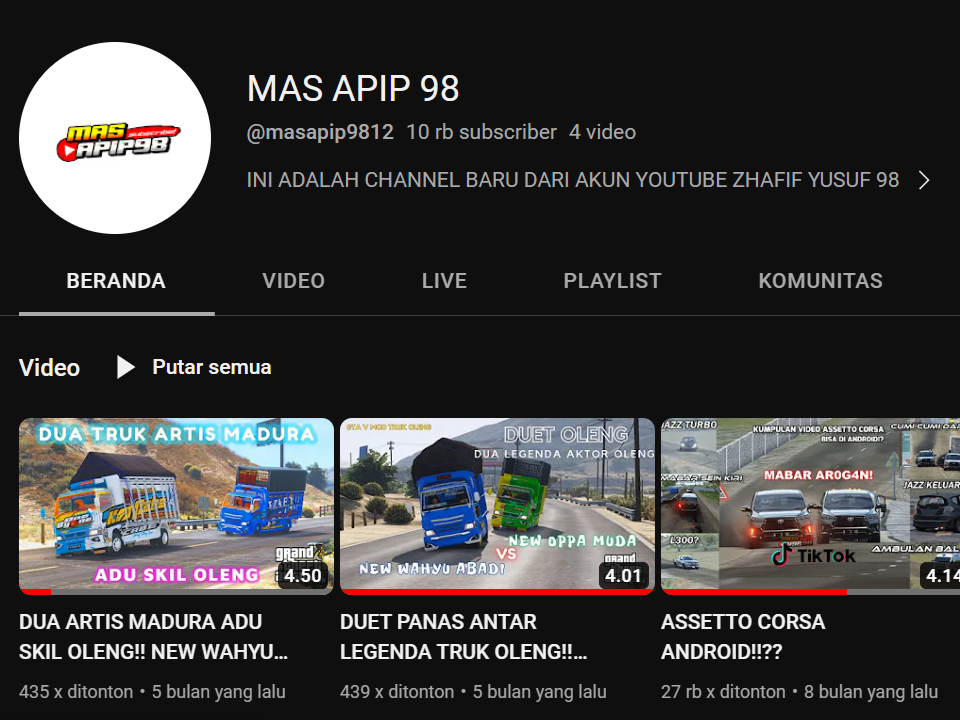 MAS subscribe!
APIP98
MAS APIP 98
@masapip9812 10 rb subscriber 4 video
INI ADALAH CHANNEL BARU DARI AKUN YOUTUBE ZHAFIF YUSUF 98
BERANDA VIDEO LIVE PLAYLIST KOMUNITAS
Video Putar semua
DUA TRUK ARTIS MADURA
grand
ADU SKIL OLENG
4.50
GTA V MOD TRUK OLENG
DUET OLENG
DUA LEGENDA AKTOR OLENG
NEW OPPA MUDA
VS
NEW WAHYU ABADI
grand
4.01
JAZZ TURBO
KUMPULAN VIDEO ASSETTO CORSA
BISA DI ANDROID?
CUMI CUMI DA
MABAR SEIN KIRI
MABAR AR0G4N!
JAZZ KELUAR
L300?
TikTok
AMBULAN BAL
4.14
DUA ARTIS MADURA ADU
SKIL OLENG!! NEW WAHYU...
435 x ditonton • 5 bulan yang lalu
DUET PANAS ANTAR
LEGENDA TRUK OLENG!!...
439 x ditonton • 5 bulan yang lalu
ASSETTO CORSA
ANDROID!!??
27 rb x ditonton • 8 bulan yang lalu